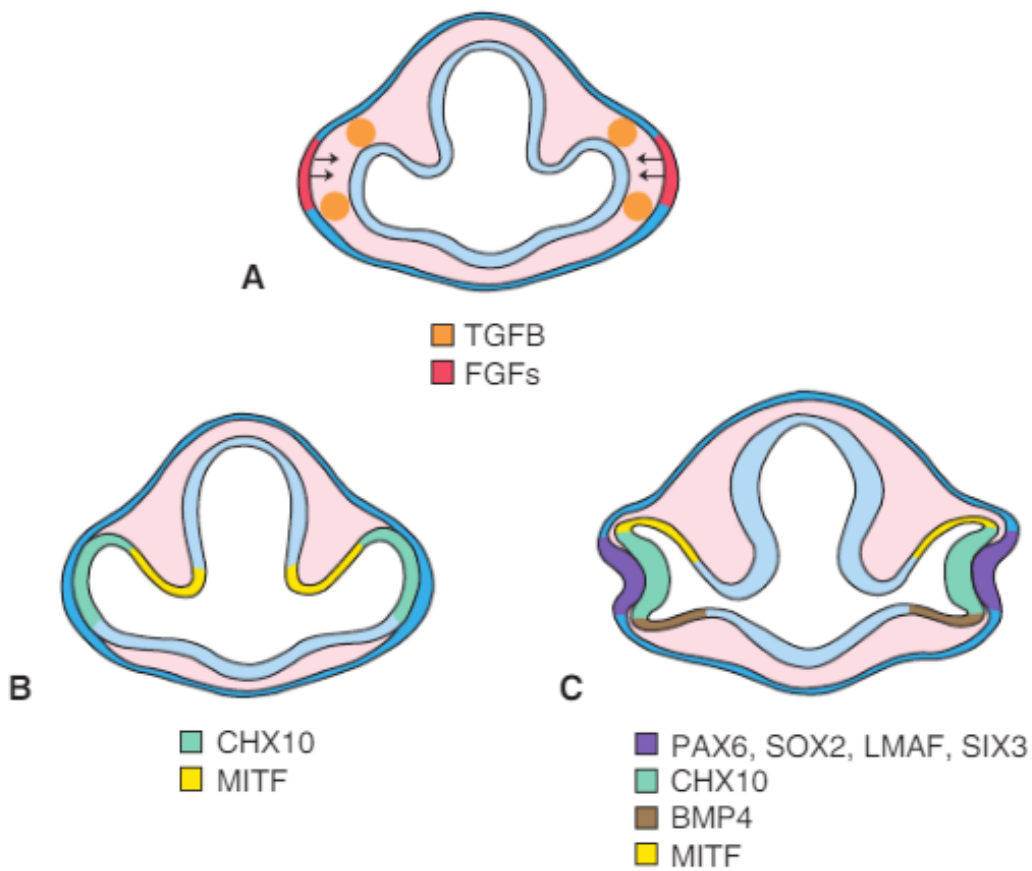 A
TGFB
FGFs
B
CHX10
MITF
C
PAX6, SOX2, LMAF, SIX3
CHX10
BMP4
MITF